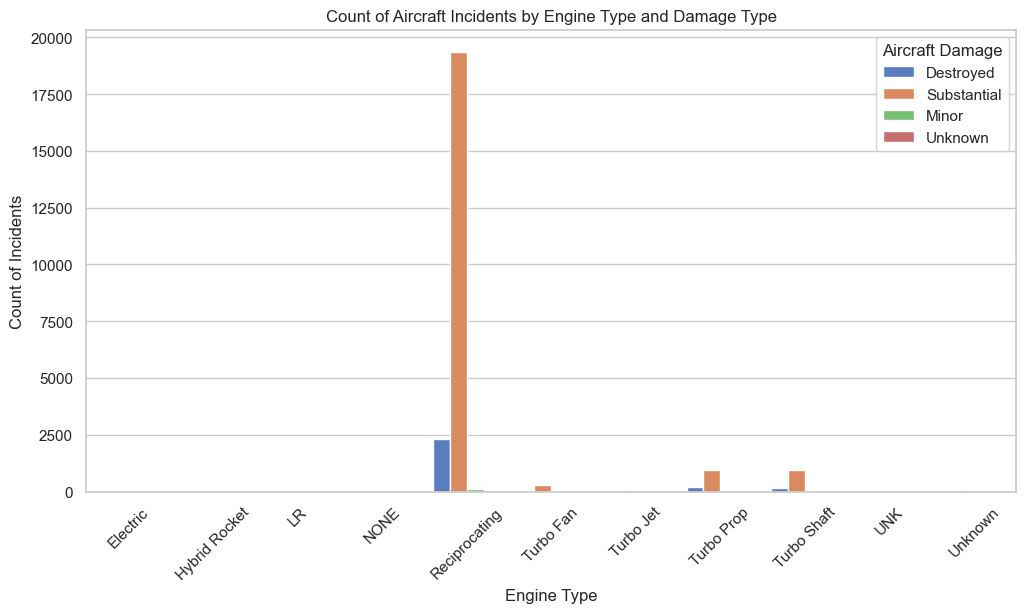 Count of Aircraft Incidents by Engine Type and Damage Type
Aircraft Damage
Destroyed
Substantial
Minor
Unknown
Count of Incidents
20000
17500
15000
12500
10000
7500
5000
2500
0
Electric
Hybrid Rocket
LR
NONE
Reciprocating
Turbo Fan
Turbo Jet
Turbo Prop
Turbo Shaft
UNK
Unknown
Engine Type